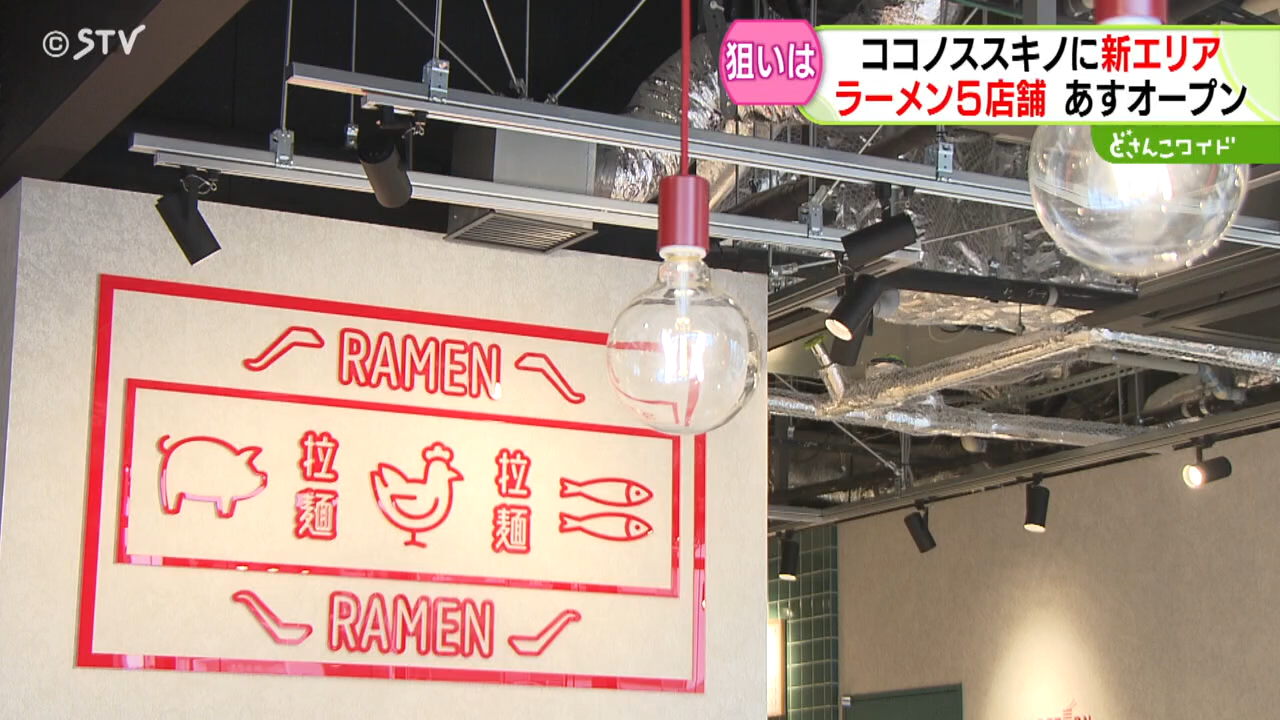 © STV
狙いは
ココノススキノに新エリア
ラーメン5店舗 あすオープン
どさんこワイド
RAMEN
拉麺
拉麺
RAMEN